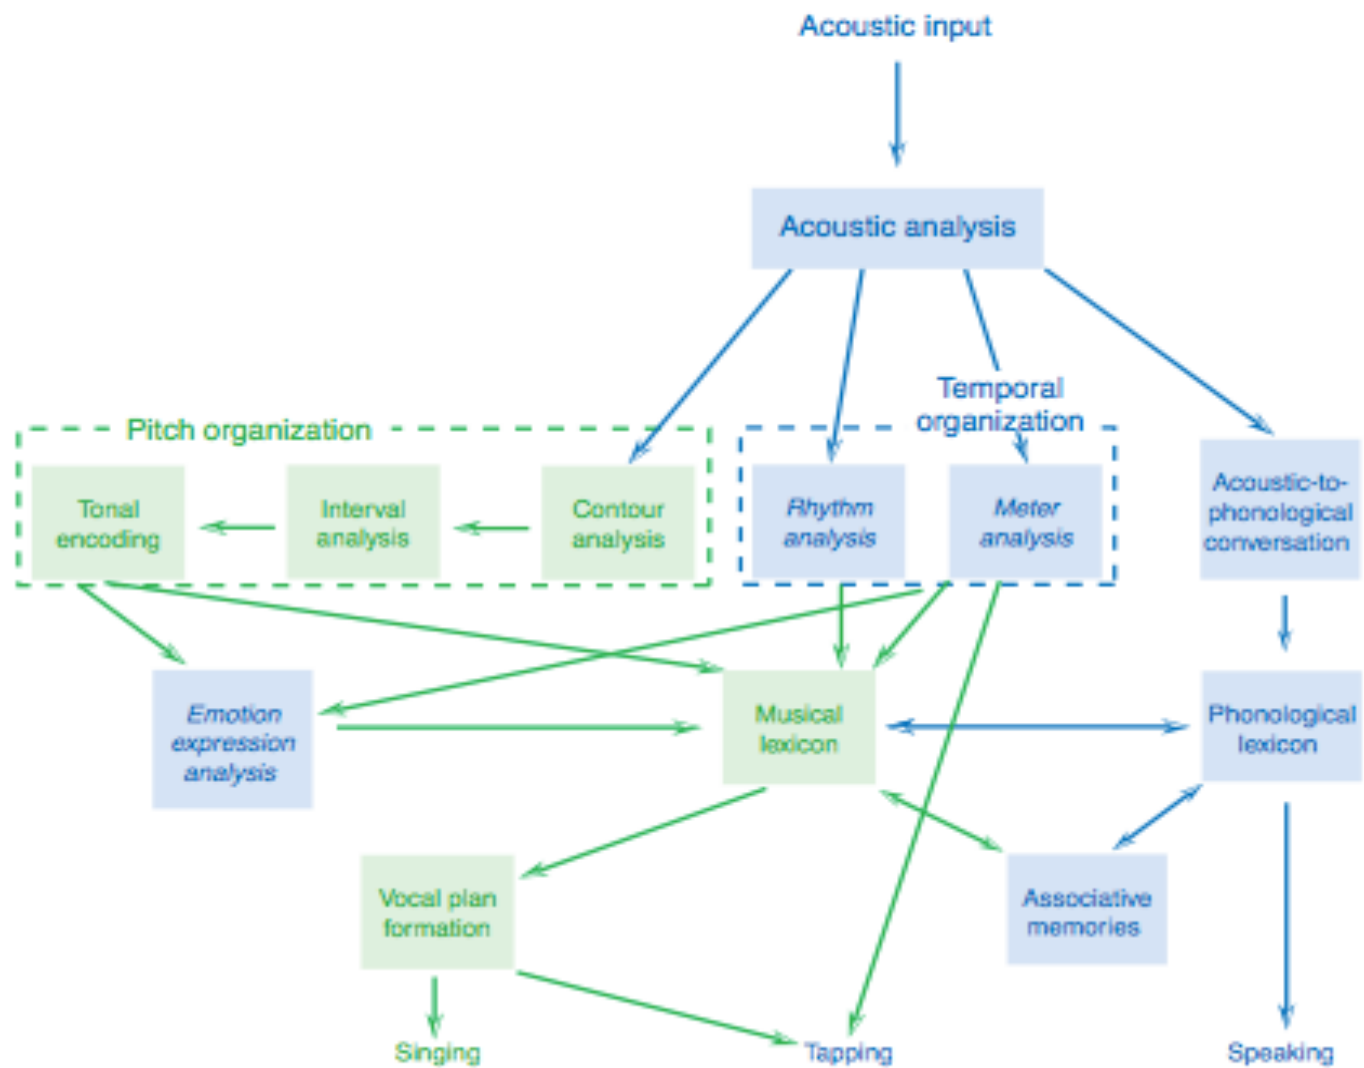 Acoustic input
Acoustic analysis
Temporal
organization
Pitch organization
Tonal
encoding
Interval
analysis
Contour
analysis
Rhythm
analysis
Meter
analysis
Acoustic-to-
phonological
conversation
Emotion
expression
analysis
Musical
lexicon
Phonological
lexicon
Vocal plan
formation
Associative
memories
Singing
Tapping
Speaking